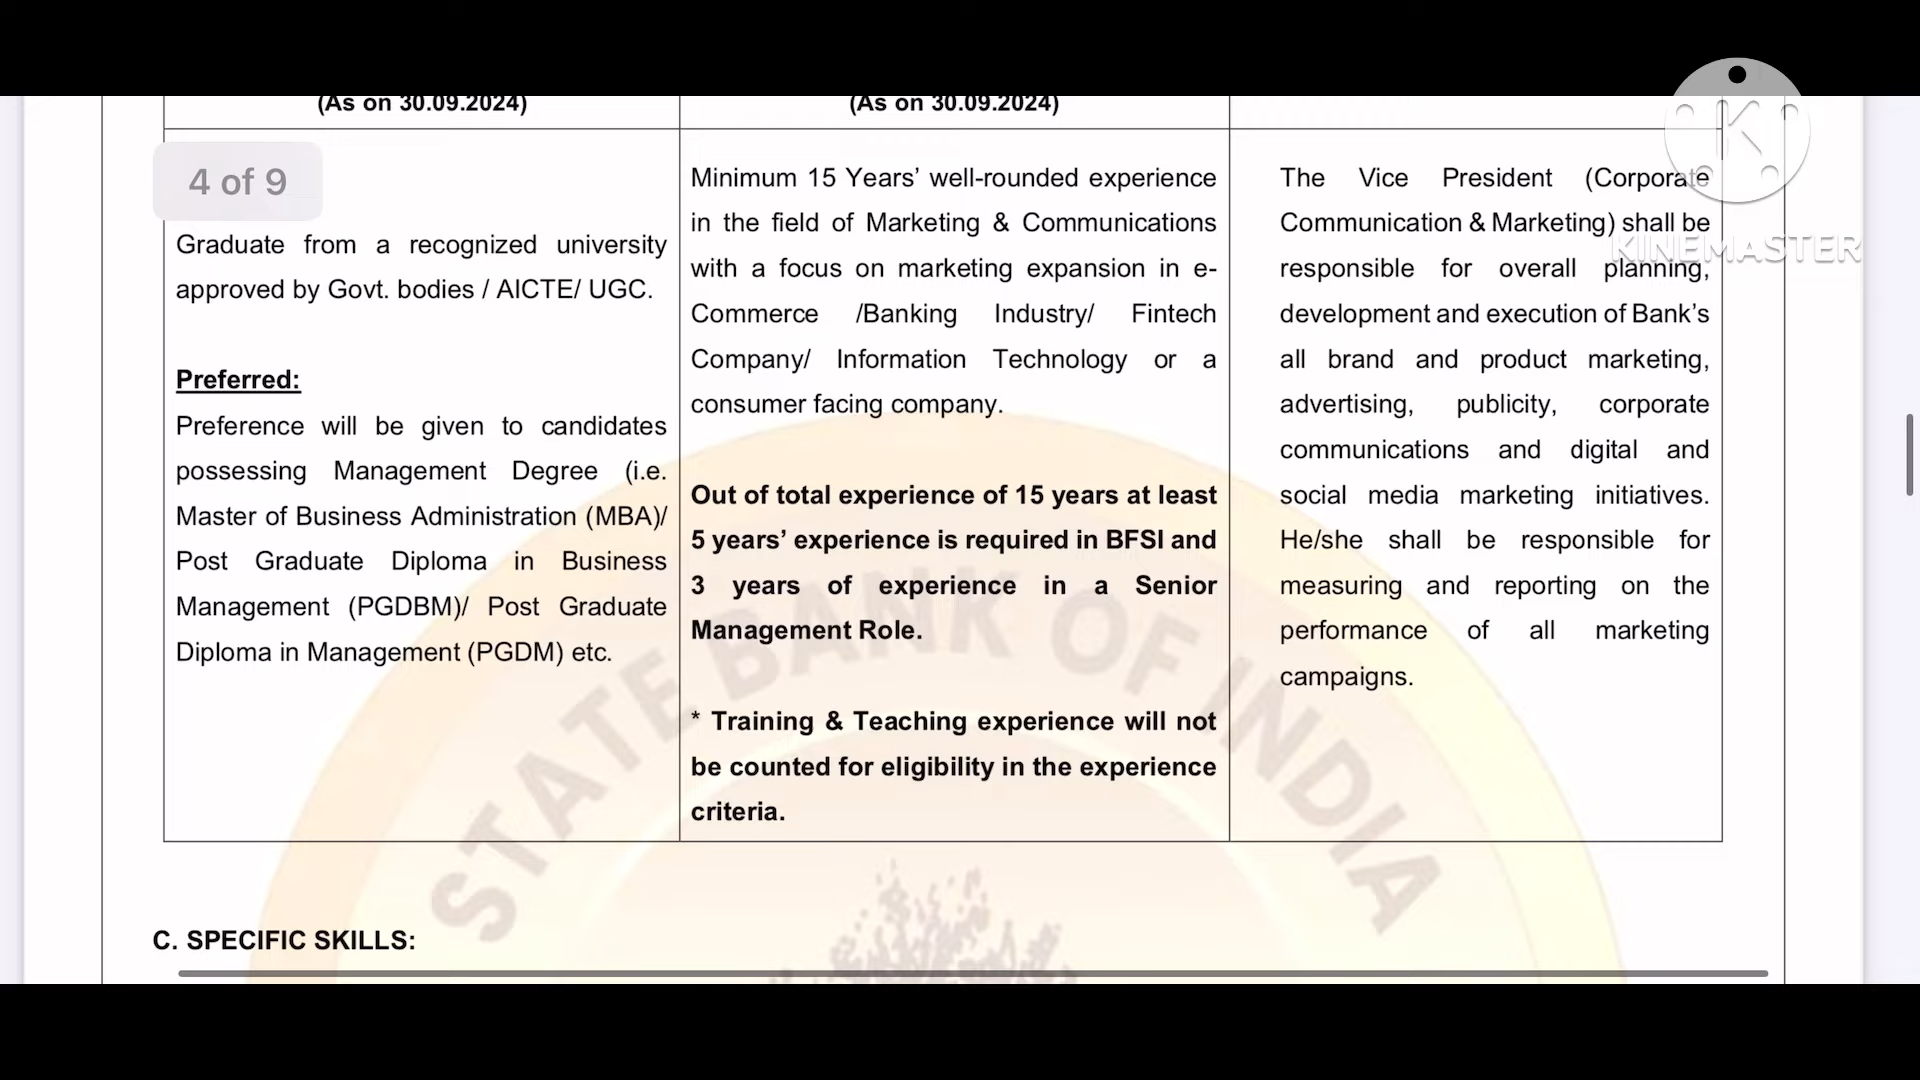 (As on 30.09.2024)
(As on 30.09.2024)
4 of 9
Graduate from a recognized university
approved by Govt. bodies / AICTE/ UGC.
Preferred:
Preference will be given to candidates
possessing Management Degree (i.e.
Master of Business Administration (MBA)/
Post Graduate Diploma in Business
Management (PGDBM)/ Post Graduate
Diploma in Management (PGDM) etc.
Minimum 15 Years’ well-rounded experience
in the field of Marketing & Communications
with a focus on marketing expansion in e-
Commerce /Banking Industry/ Fintech
Company/ Information Technology or a
consumer facing company.
Out of total experience of 15 years at least
5 years’ experience is required in BFSI and
3 years of experience in a Senior
Management Role.
* Training & Teaching experience will not
be counted for eligibility in the experience
criteria.
The Vice President (Corporate
Communication & Marketing) shall be
responsible for overall planning,
development and execution of Bank’s
all brand and product marketing,
advertising, publicity, corporate
communications and digital and
social media marketing initiatives.
He/she shall be responsible for
measuring and reporting on the
performance of all marketing
campaigns.
K
KINEMASTER
STATE BANK OF INDIA
C. SPECIFIC SKILLS: